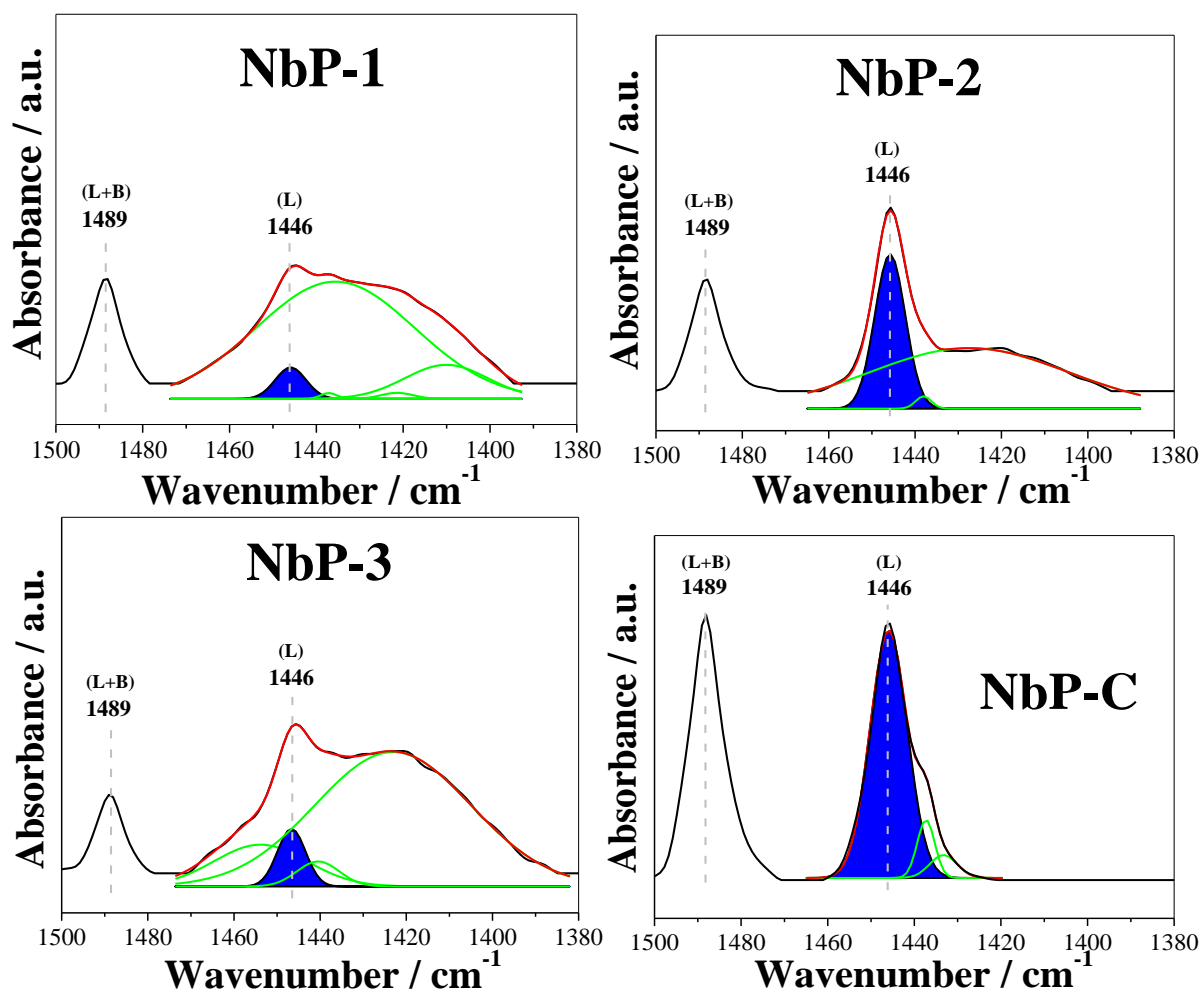 NbP-1
Absorbance / a.u.
(L+B)
1489
(L)
1446
1500 1480 1460 1440 1420 1400 1380
Wavenumber / cm-1
NbP-2
Absorbance / a.u.
(L+B)
1489
(L)
1446
1500 1480 1460 1440 1420 1400 1380
Wavenumber / cm-1
NbP-3
Absorbance / a.u.
(L+B)
1489
(L)
1446
1500 1480 1460 1440 1420 1400 1380
Wavenumber / cm-1
NbP-C
Absorbance / a.u.
(L+B)
1489
(L)
1446
1500 1480 1460 1440 1420 1400 1380
Wavenumber / cm-1